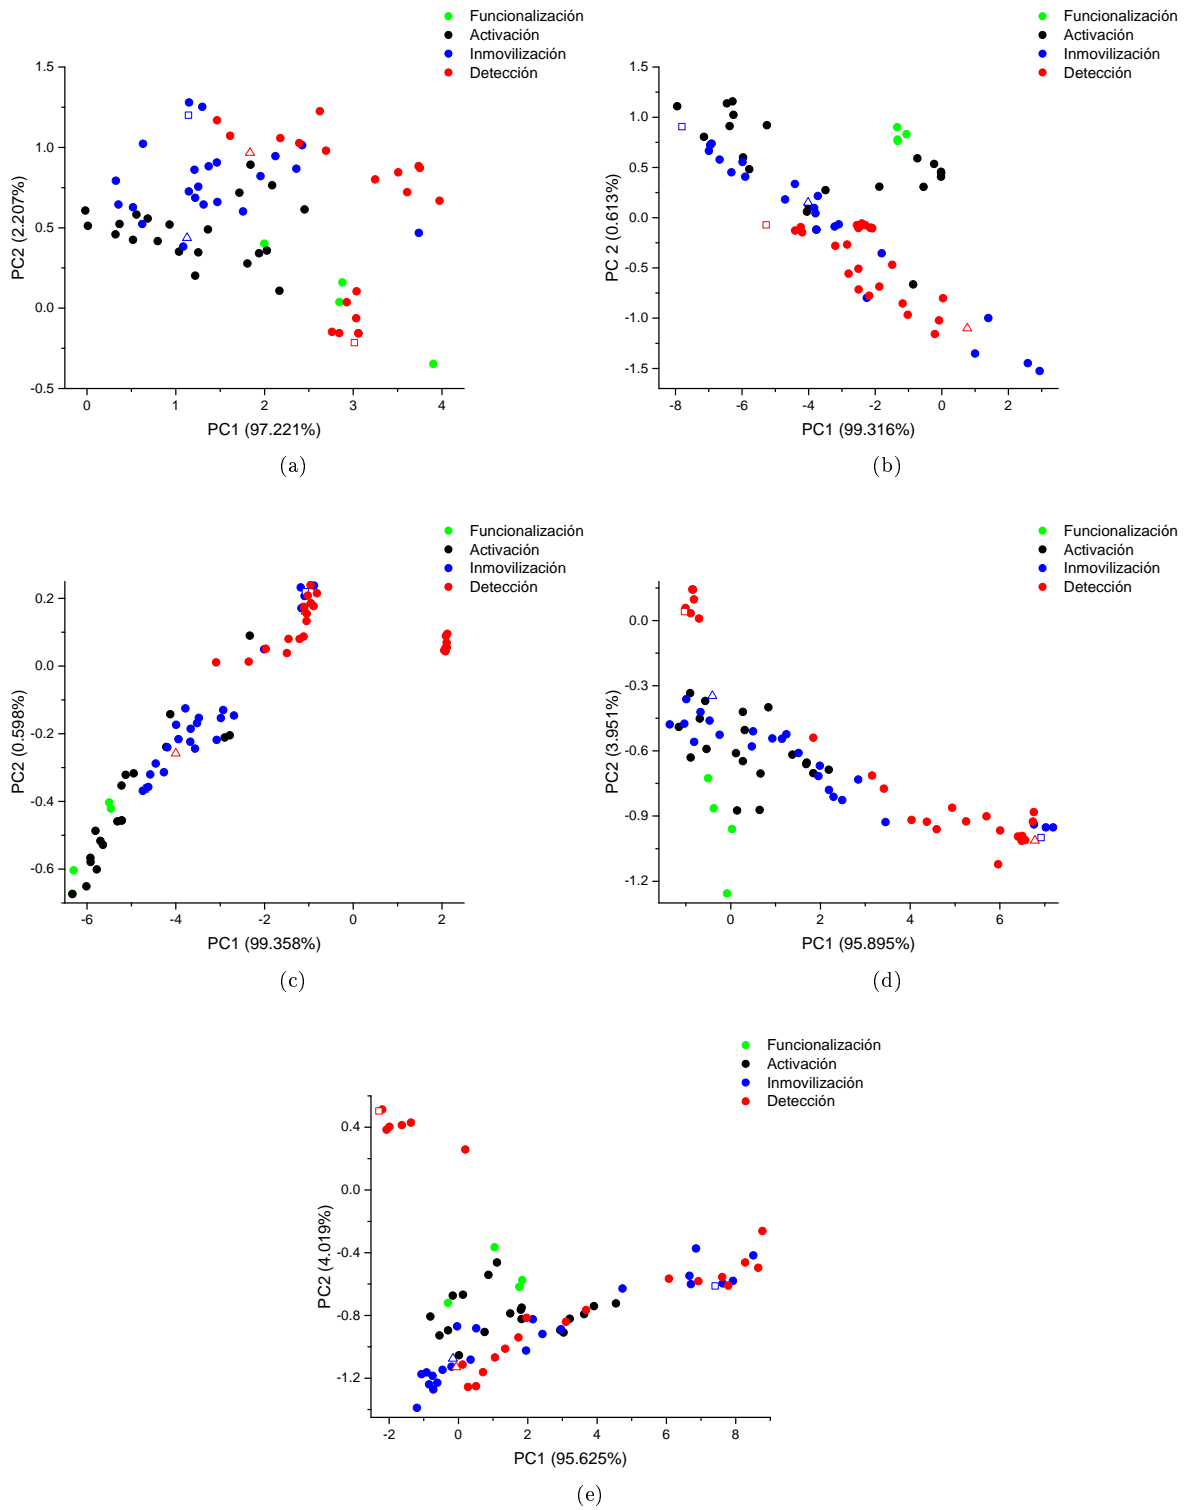 Funcionalización
Activación
Inmovilización
Detección
1.5
1.0
0.5
0.0
-0.5
PC2 (2.207%)
0 1 2 3 4
PC1 (97.221%)
(a)
Funcionalización
Activación
Inmovilización
Detección
1.5
1.0
0.5
0.0
-0.5
-1.0
-1.5
PC 2 (0.613%)
-8 -6 -4 -2 0 2
PC1 (99.316%)
(b)
Funcionalización
Activación
Inmovilización
Detección
0.2
0.0
-0.2
-0.4
-0.6
PC2 (0.598%)
-6 -4 -2 0 2
PC1 (99.358%)
(c)
Funcionalización
Activación
Inmovilización
Detección
0.0
-0.3
-0.6
-0.9
-1.2
PC2 (3.951%)
0 2 4 6
PC1 (95.895%)
(d)
Funcionalización
Activación
Inmovilización
Detección
0.4
0.0
-0.4
-0.8
-1.2
PC2 (4.019%)
-2 0 2 4 6 8
PC1 (95.625%)
(e)